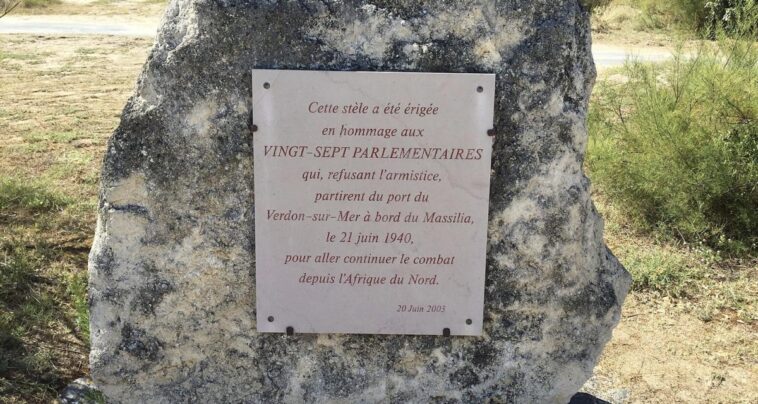 Cette stèle a été érigée
en hommage aux
VINGT-SEPT PARLEMENTAIRES
qui, refusant l'armistice,
partirent du port du
Verdon-sur-Mer à bord du Massilia,
le 21 juin 1940,
pour aller continuer le combat
depuis l'Afrique du Nord.
20 Juin 2003